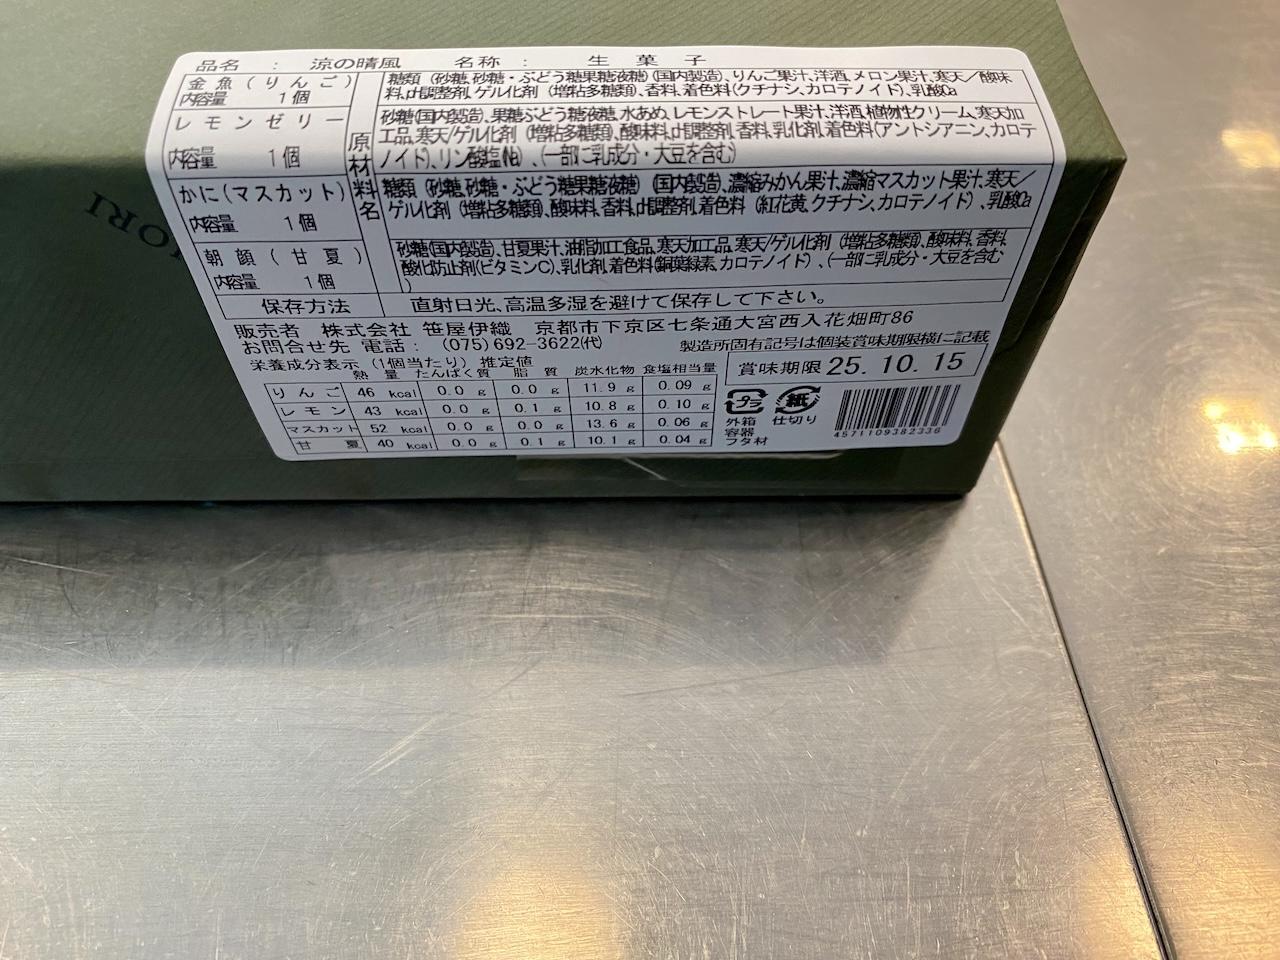 品名 : 涼の晴風 名称 : 生菓子
金魚(りんご)
内容量 1個
糖類(砂糖、砂糖・ぶどう糖果糖液糖)(国内製造)、りんご果汁、洋酒、メロン果汁、寒天/酸味
料、pH調整剤、ゲル化剤(増粘多糖類)、香料、着色料(クチナシ、カロテノイド)、乳酸Ca
レモンゼリー
内容量 1個
砂糖(国内製造)、果糖ぶどう糖液糖、水あめ、レモンストレート果汁、洋酒、植物性クリーム、寒天加
工品、寒天/ゲル化剤(増粘多糖類)、酸味料、pH調整剤、香料、乳化剤、着色料(アントシアニン、カロテ
ノイド)、リン酸塩(Na)、(一部に乳成分・大豆を含む)
原材料名
かに(マスカット)
内容量 1個
糖類(砂糖、砂糖・ぶどう糖果糖液糖)(国内製造)、濃縮みかん果汁、濃縮マスカット果汁、寒天/
ゲル化剤(増粘多糖類)、酸味料、香料、pH調整剤、着色料(紅花黄、クチナシ、カロテノイド)、乳酸Ca
朝顔(甘夏)
内容量 1個
砂糖(国内製造)、甘夏果汁、油脂加工食品、寒天加工品、寒天/ゲル化剤(増粘多糖類)、酸味料、香料、
酸化防止剤(ビタミンC)、乳化剤、着色料(銅葉緑素、カロテノイド)、(一部に乳成分・大豆を含む
)
保存方法 直射日光、高温多湿を避けて保存して下さい。
販売者 株式会社 笹屋伊織 京都市下京区七条通大宮西入花畑町86
お問合せ先 電話: (075)692-3622(代)
製造所固有記号は個装賞味期限横に記載
栄養成分表示(1個当たり)推定値
熱量 たんぱく質 脂質 炭水化物 食塩相当量
りんご 46 kcal 0.0 g 0.0 g 11.9 g 0.09 g
レモン 43 kcal 0.0 g 0.1 g 10.8 g 0.10 g
マスカット 52 kcal 0.0 g 0.0 g 13.6 g 0.06 g
甘夏 40 kcal 0.0 g 0.1 g 10.1 g 0.04 g
賞味期限 25.10.15
プラ 紙
外箱 仕切り
容器
フタ材
4571109382336